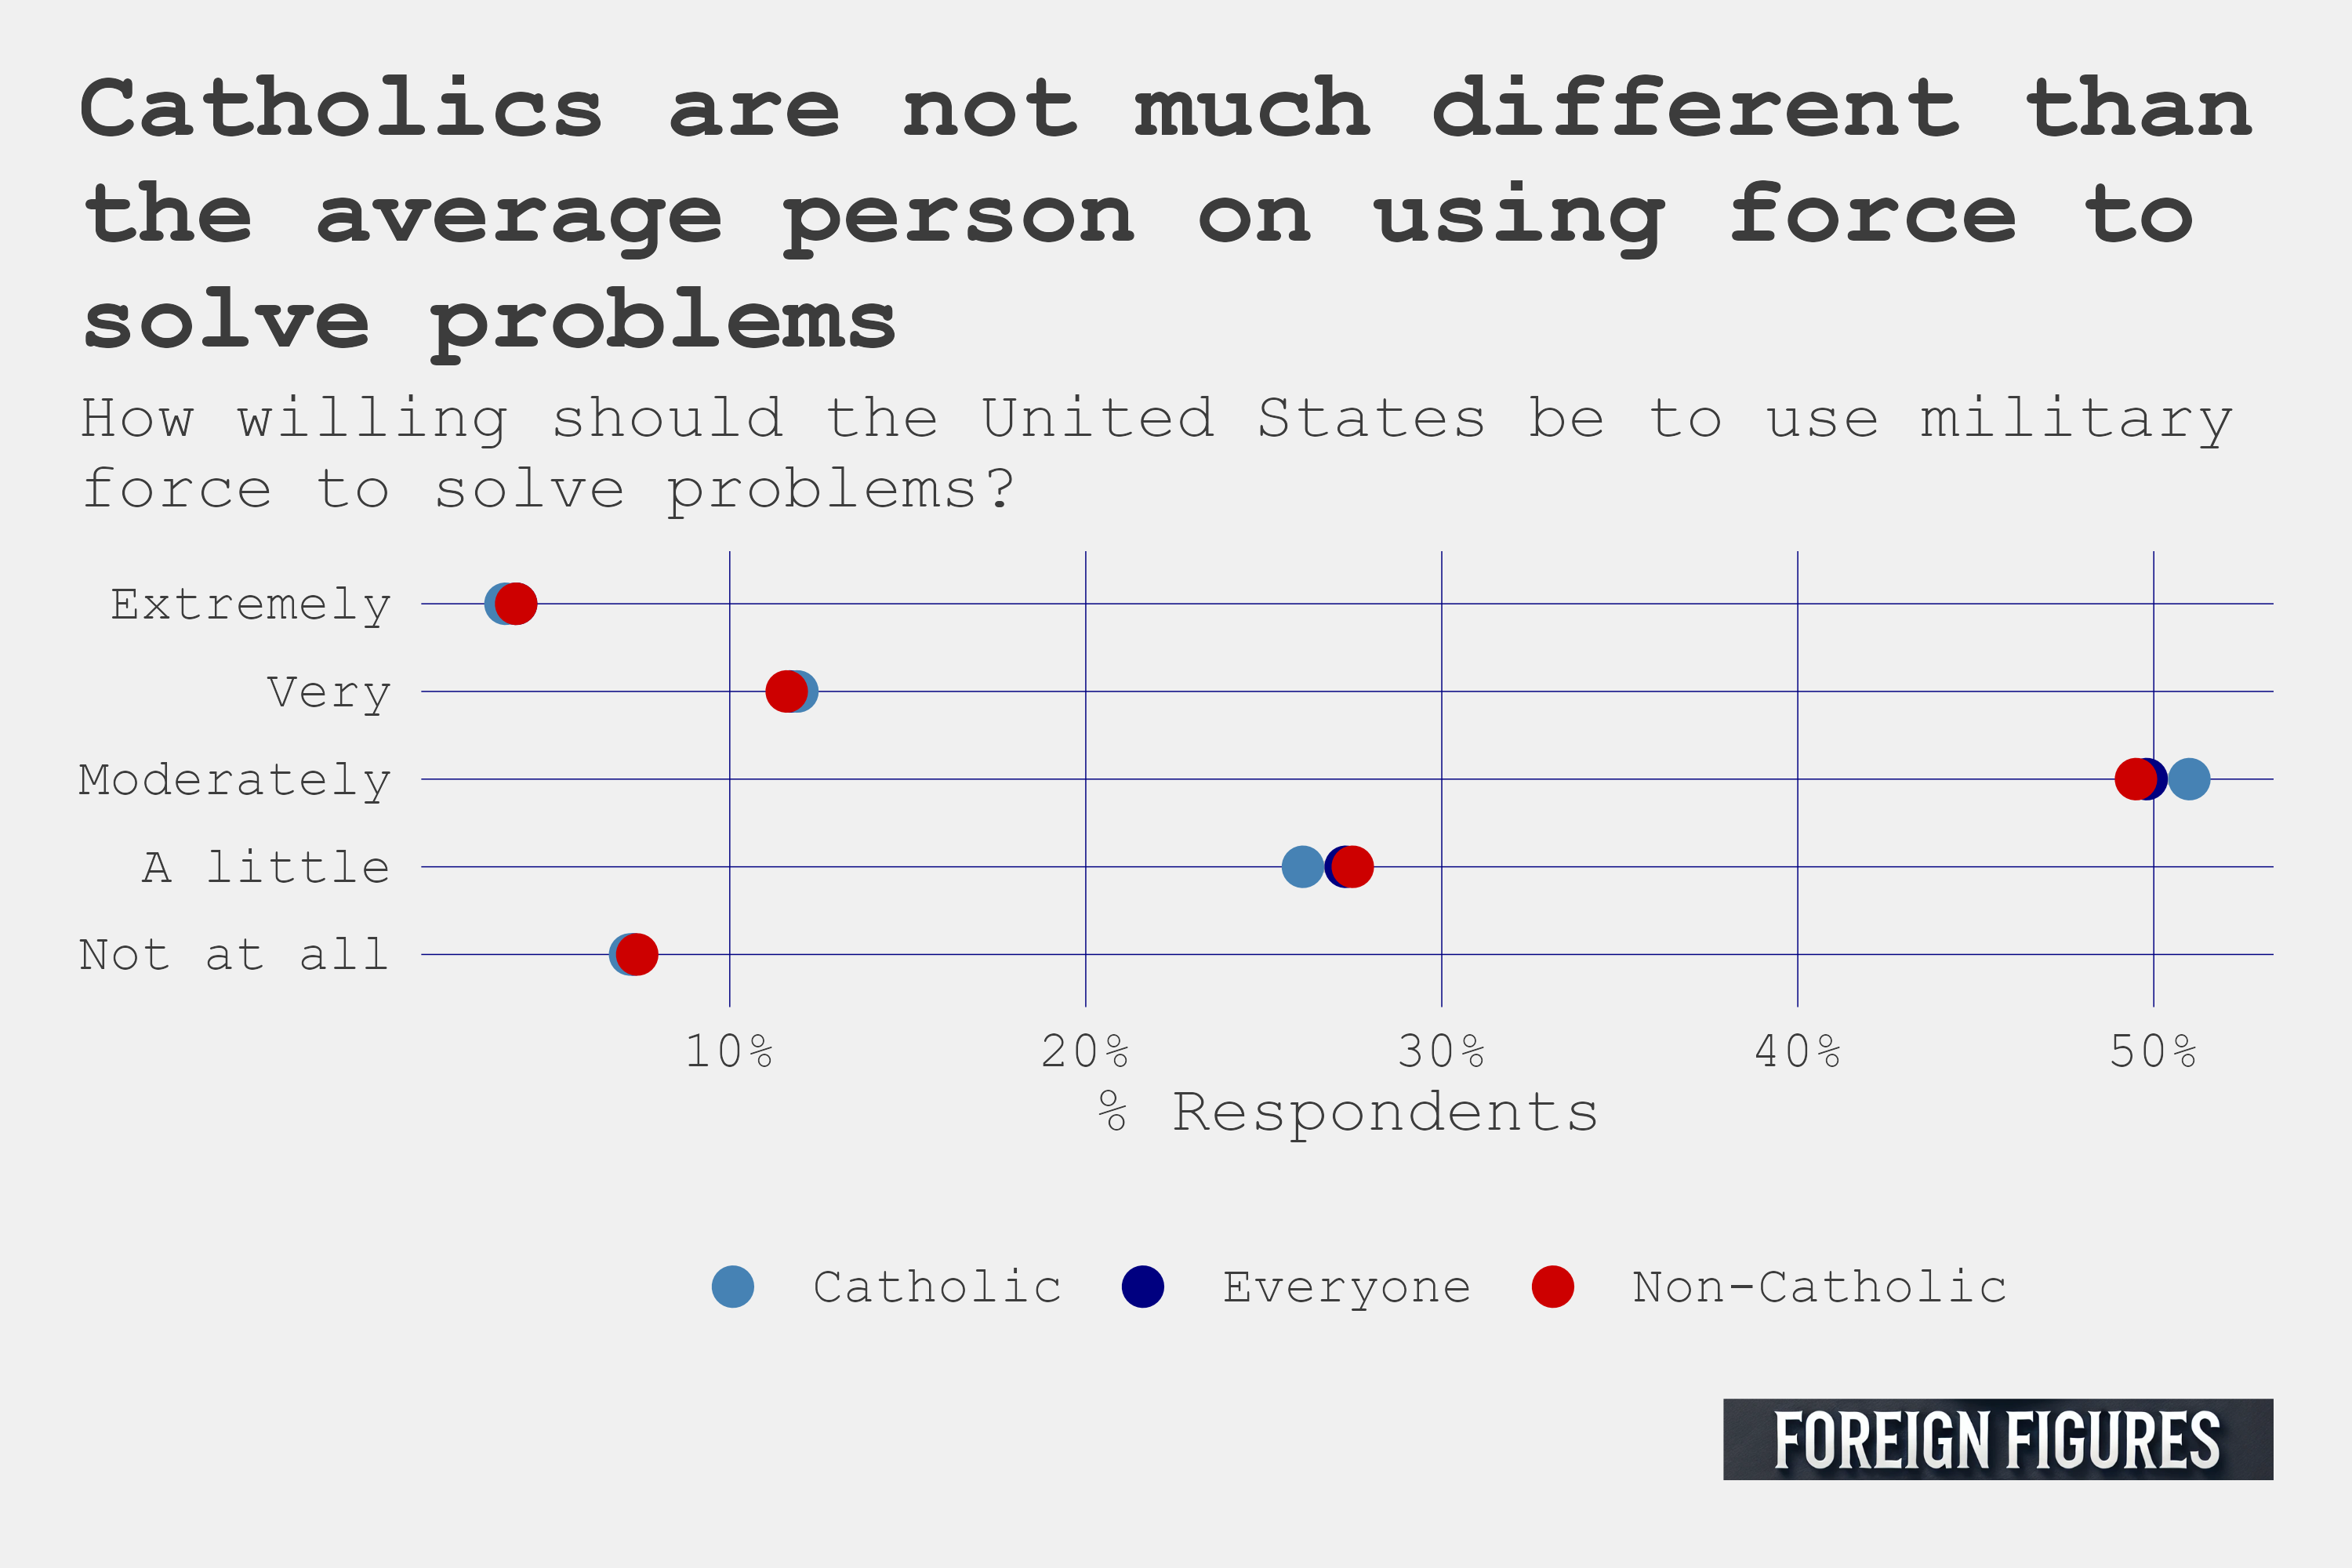 Catholics are not much different than
the average person on using force to
solve problems
How willing should the United States be to use military
force to solve problems?
Extremely
Very
Moderately
A little
Not at all
10% 20% 30% 40% 50%
% Respondents
Catholic Everyone Non-Catholic
FOREIGN FIGURES